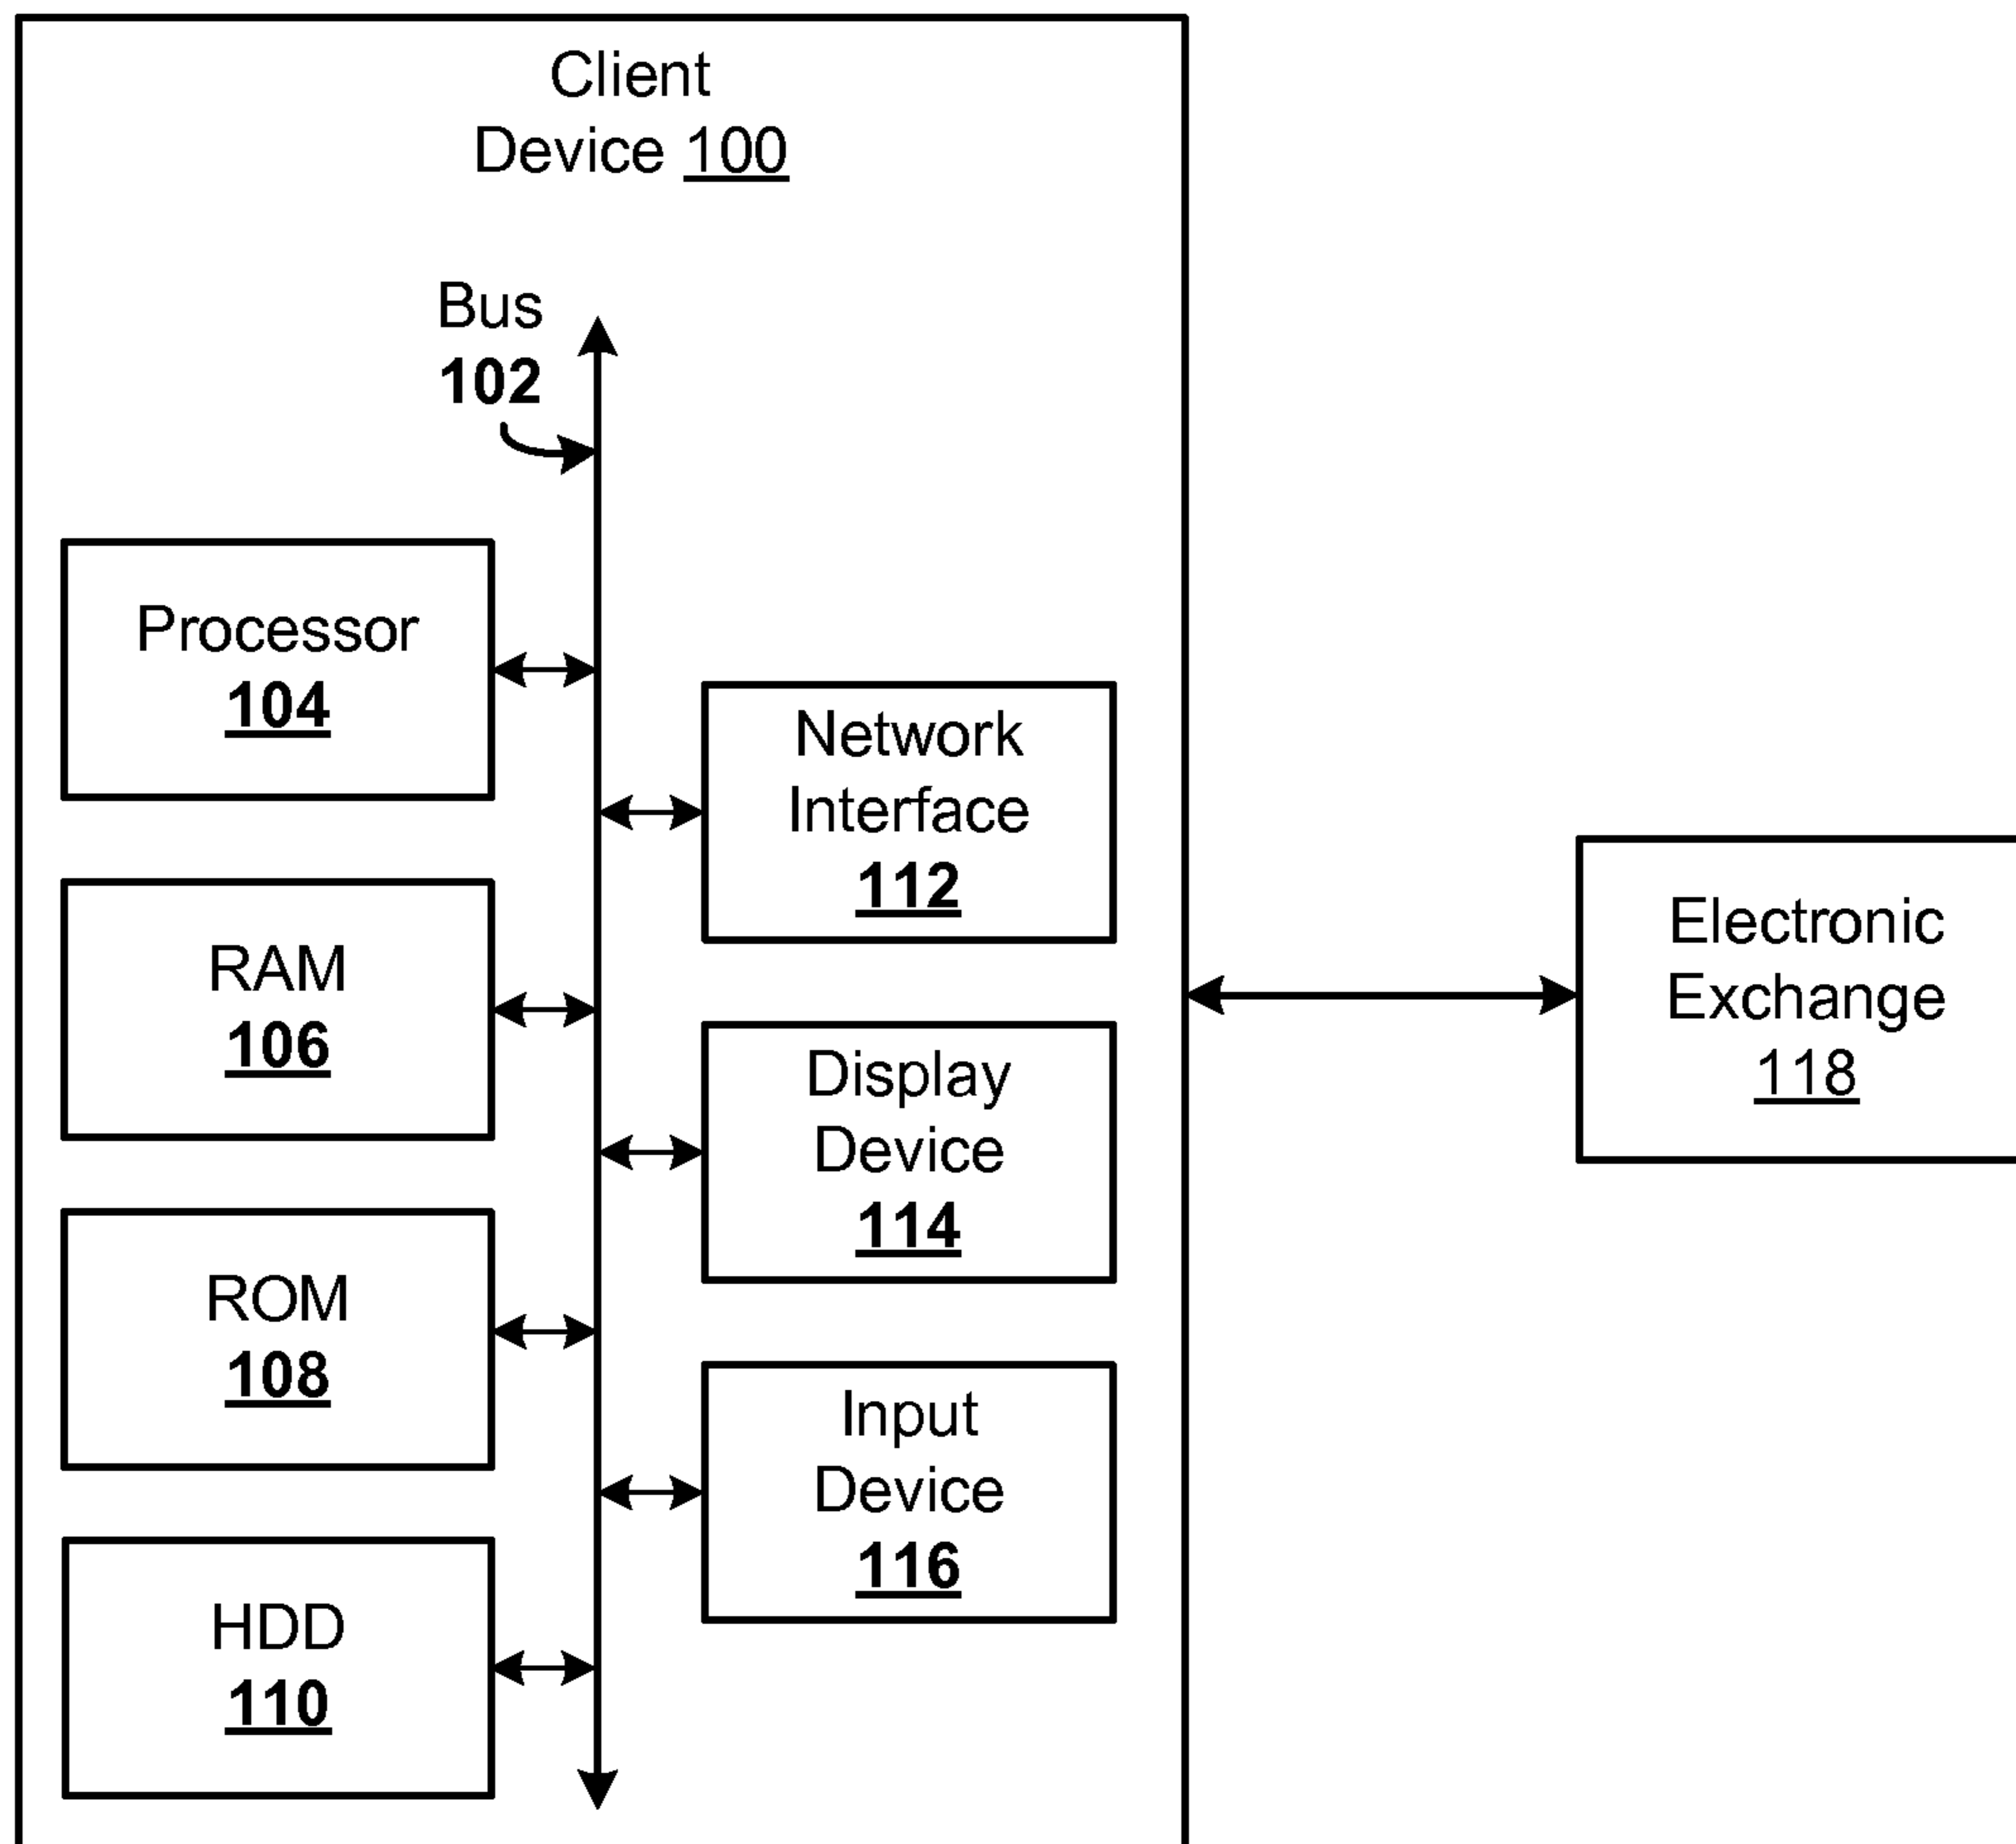 Client
Device 100
Bus
102
Processor
104
RAM
106
ROM
108
HDD
110
Network
Interface
112
Display
Device
114
Input
Device
116
Electronic
Exchange
118